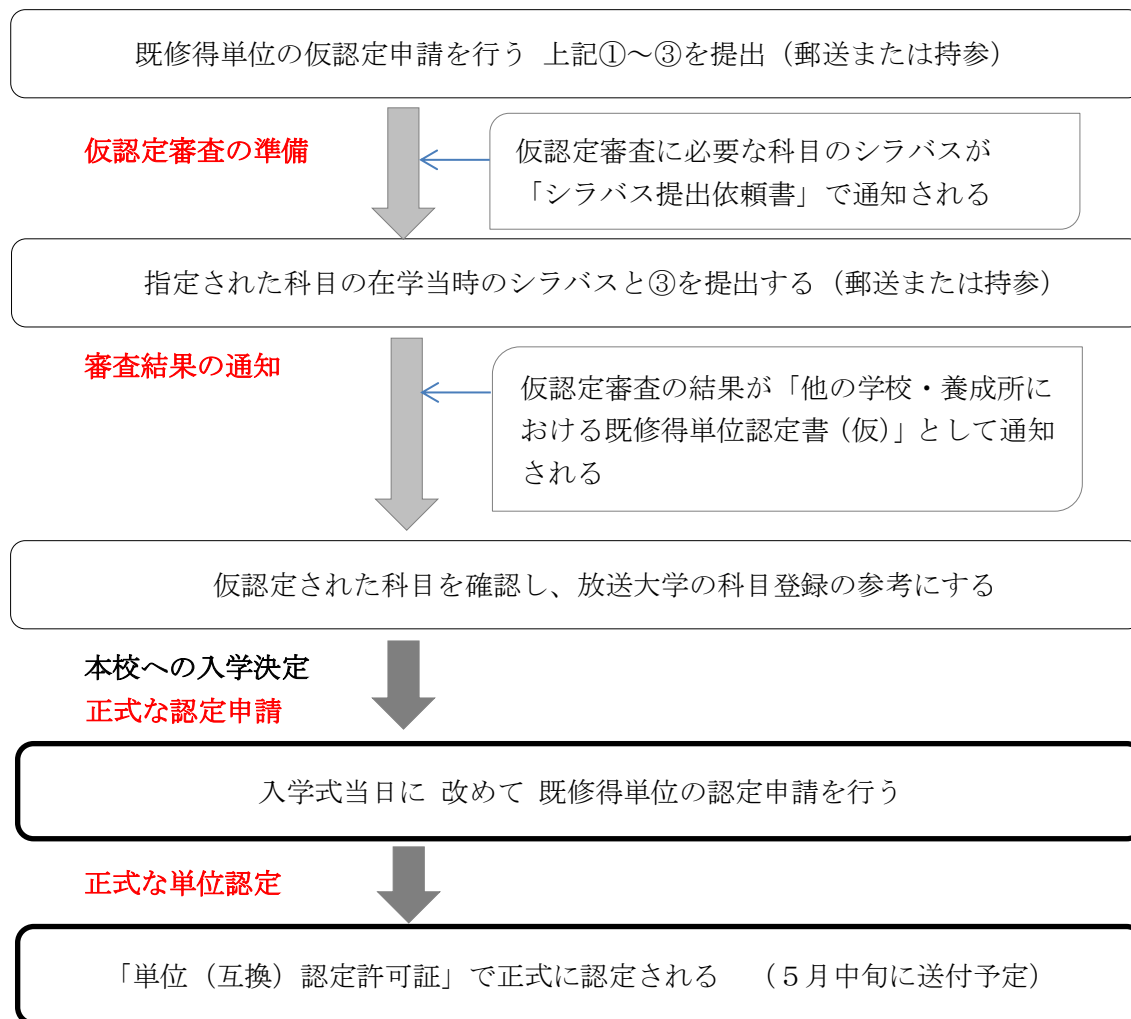 既修得単位の仮認定申請を行う 上記①～③を提出（郵送または持参）
仮認定審査の準備
仮認定審査に必要な科目のシラバスが
「シラバス提出依頼書」で通知される
指定された科目の在学当時のシラバスと③を提出する（郵送または持参）
審査結果の通知
仮認定審査の結果が「他の学校・養成所に
おける既修得単位認定書（仮）」として通知
される
仮認定された科目を確認し、放送大学の科目登録の参考にする
本校への入学決定
正式な認定申請
入学式当日に 改めて 既修得単位の認定申請を行う
正式な単位認定
「単位（互換）認定許可証」で正式に認定される （５月中旬に送付予定）